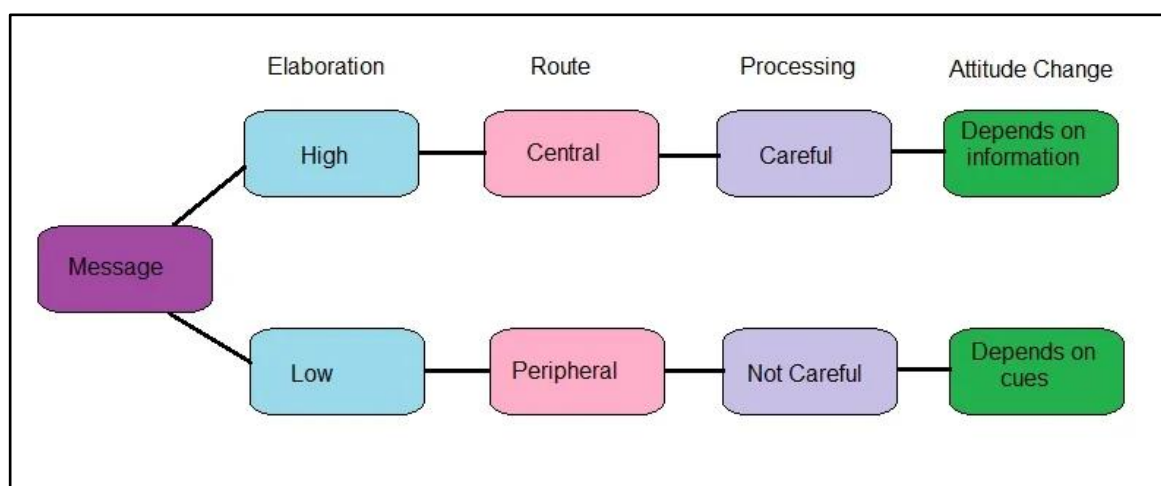 Elaboration
Route
Processing
Attitude Change
High
Central
Careful
Depends on
information
Message
Low
Peripheral
Not Careful
Depends on
cues